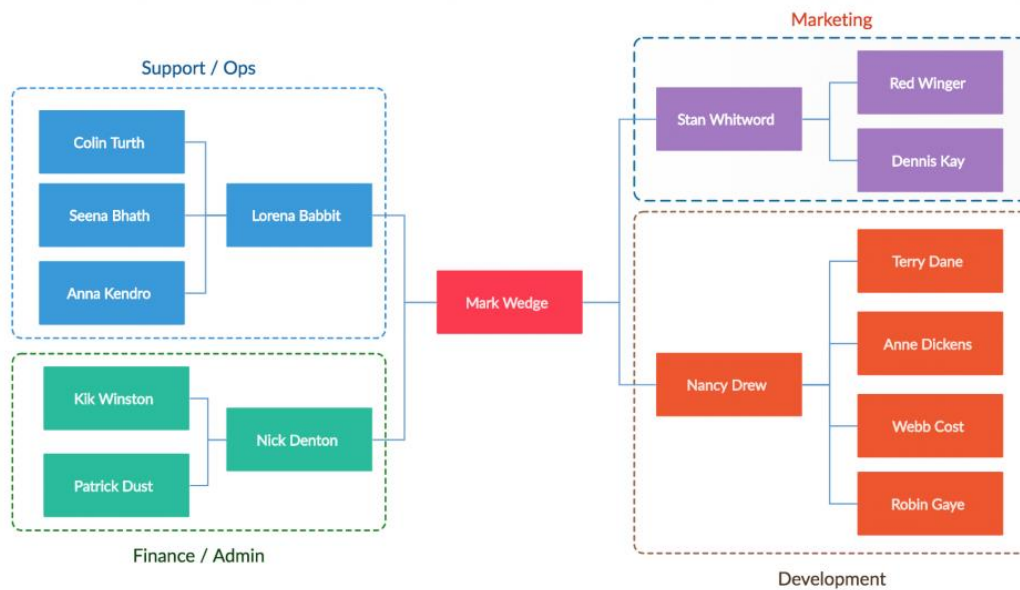 Marketing
Support / Ops
Colin Turth
Seena Bhath
Anna Kendro
Lorena Babbit
Kik Winston
Patrick Dust
Nick Denton
Finance / Admin
Mark Wedge
Stan Whitword
Red Winger
Dennis Kay
Nancy Drew
Terry Dane
Anne Dickens
Webb Cost
Robin Gaye
Development